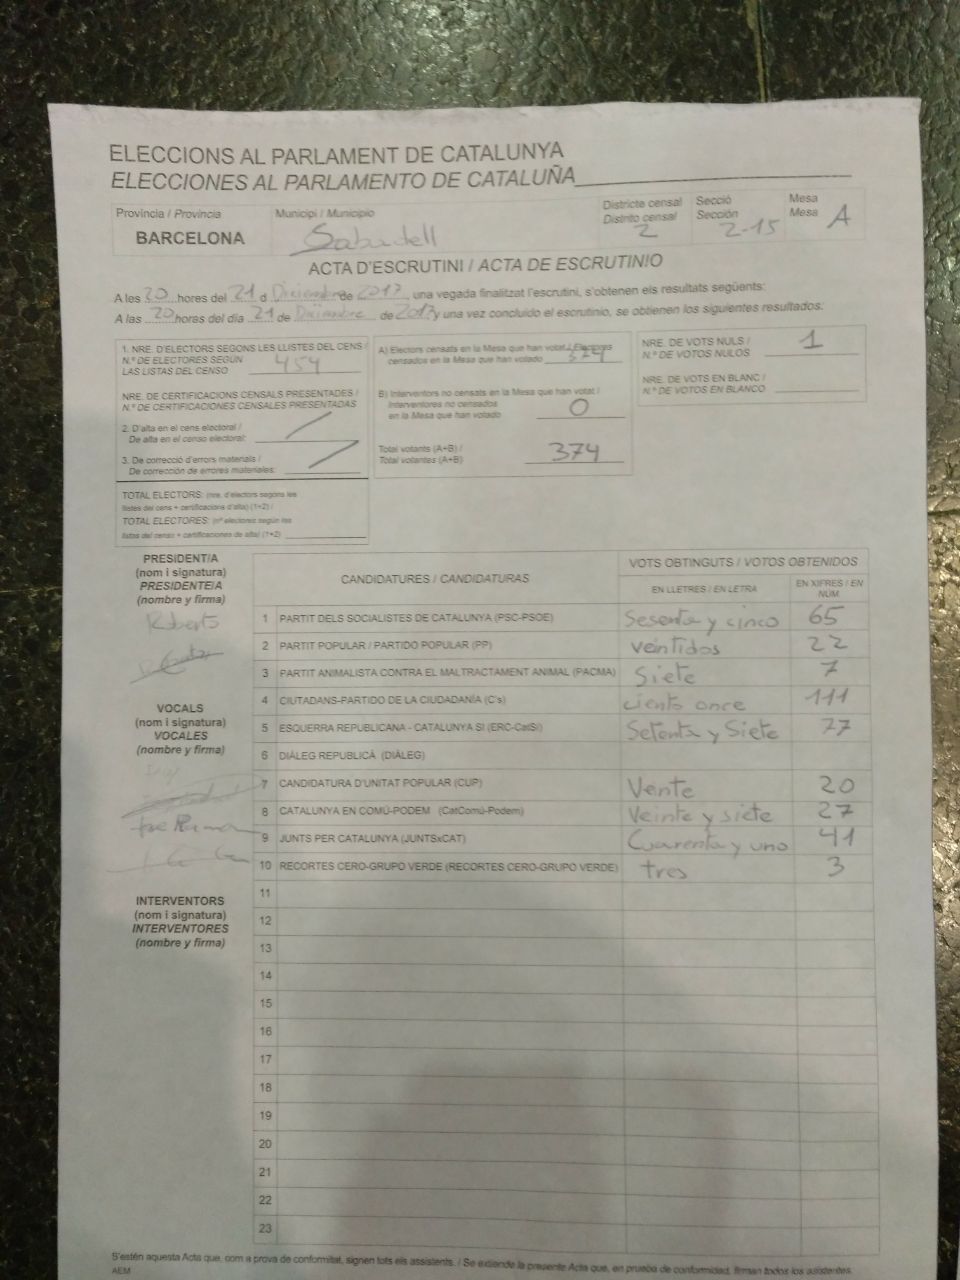 ELECCIONS AL PARLAMENT DE CATALUNYA
ELECCIONES AL PARLAMENTO DE CATALUÑA
Provincia / Provincia
BARCELONA
Municipi / Municipio
Sabadell
Districte censal
Distrito censal
2
Secció
Sección
2-15
Mesa
Mesa
A
ACTA D'ESCRUTINI / ACTA DE ESCRUTINIO
A les 20 hores del 21 d Diciembre de 2017, una vegada finalitzat l'escrutini, s'obtenen els resultats següents:
A las 20 horas del día 21 de Diciembre de 2017 y una vez concluido el escrutinio, se obtienen los siguientes resultados:
1. NRE. D'ELECTORS SEGONS LES LLISTES DEL CENS /
N.º DE ELECTORES SEGÚN
LAS LISTAS DEL CENSO 454
NRE. DE CERTIFICACIONS CENSALS PRESENTADES /
N.º DE CERTIFICACIONES CENSALES PRESENTADAS
2. D'alta en el cens electoral /
De alta en el censo electoral:
3. De correcció d'errors materials /
De corrección de errores materiales:
TOTAL ELECTORS: (nre. d'electors segons les
llistes del cens + certificacions d'alta) (1+2) /
TOTAL ELECTORES: (nº electores según las
listas del censo + certificaciones de alta) (1+2)
A) Electors censats en la Mesa que han votat / Electores
censados en la Mesa que han votado 374
B) Interventors no censats en la Mesa que han votat /
Interventores no censados
en la Mesa que han votado 0
Total votants (A+B) /
Total votantes (A+B) 374
NRE. DE VOTS NULS /
N.º DE VOTOS NULOS 1
NRE. DE VOTS EN BLANC /
N.º DE VOTOS EN BLANCO
PRESIDENT/A
(nom i signatura)
PRESIDENTE/A
(nombre y firma)
Roberto
VOCALS
(nom i signatura)
VOCALES
(nombre y firma)
INTERVENTORS
(nom i signatura)
INTERVENTORES
(nombre y firma)
CANDIDATURES / CANDIDATURAS
VOTS OBTINGUTS / VOTOS OBTENIDOS
EN LLETRES / EN LETRA
EN XIFRES / EN
NÚM.
1 PARTIT DELS SOCIALISTES DE CATALUNYA (PSC-PSOE) Sesenta y cinco 65
2 PARTIT POPULAR / PARTIDO POPULAR (PP) veintidos 22
3 PARTIT ANIMALISTA CONTRA EL MALTRACTAMENT ANIMAL (PACMA) Siete 7
4 CIUTADANS-PARTIDO DE LA CIUDADANÍA (C's) ciento once 111
5 ESQUERRA REPUBLICANA - CATALUNYA SÍ (ERC-CatSí) Setenta y Siete 77
6 DIÀLEG REPUBLICÀ (DIÀLEG)
7 CANDIDATURA D'UNITAT POPULAR (CUP) Veinte 20
8 CATALUNYA EN COMÚ-PODEM (CatComú-Podem) Veinte y siete 27
9 JUNTS PER CATALUNYA (JUNTSxCAT) Cuarenta y uno 41
10 RECORTES CERO-GRUPO VERDE (RECORTES CERO-GRUPO VERDE) tres 3
11
12
13
14
15
16
17
18
19
20
21
22
23
S'estén aquesta Acta que, com a prova de conformitat, signen tots els assistents. / Se extiende la presente Acta que, en prueba de conformidad, firman todos los asistentes.
AEM